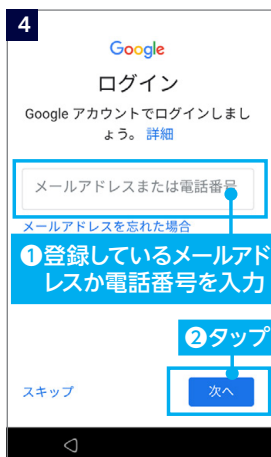 4
Google
ログイン
Google アカウントでログインしまし
ょう。 詳細
メールアドレスまたは電話番号
メールアドレスを忘れた場合
❶登録しているメールアド
レスか電話番号を入力
❷タップ
スキップ
次へ